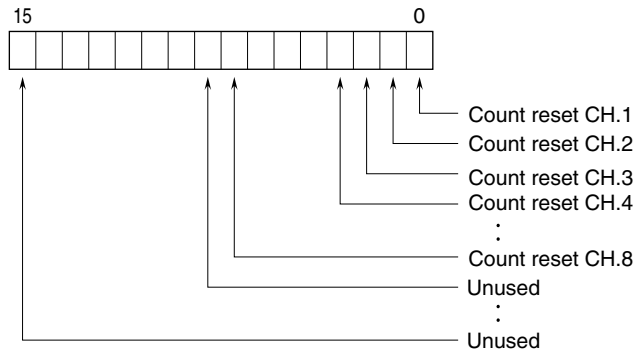 15 0
Count reset CH.1
Count reset CH.2
Count reset CH.3
Count reset CH.4
:
Count reset CH.8
Unused
:
Unused